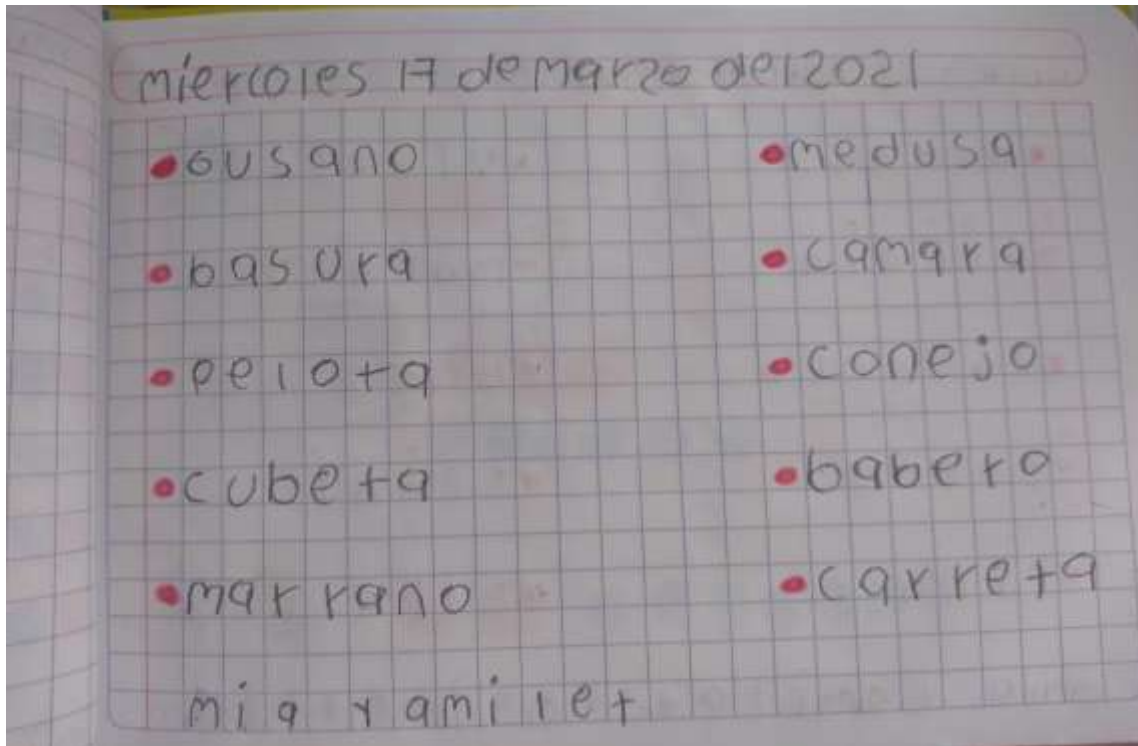 miercoles 17 de marzo del 2021
• gusano • medusa
• basura • camara
• pelota • conejo
• cubeta • babero
• marrano • carreta
mia yamilet